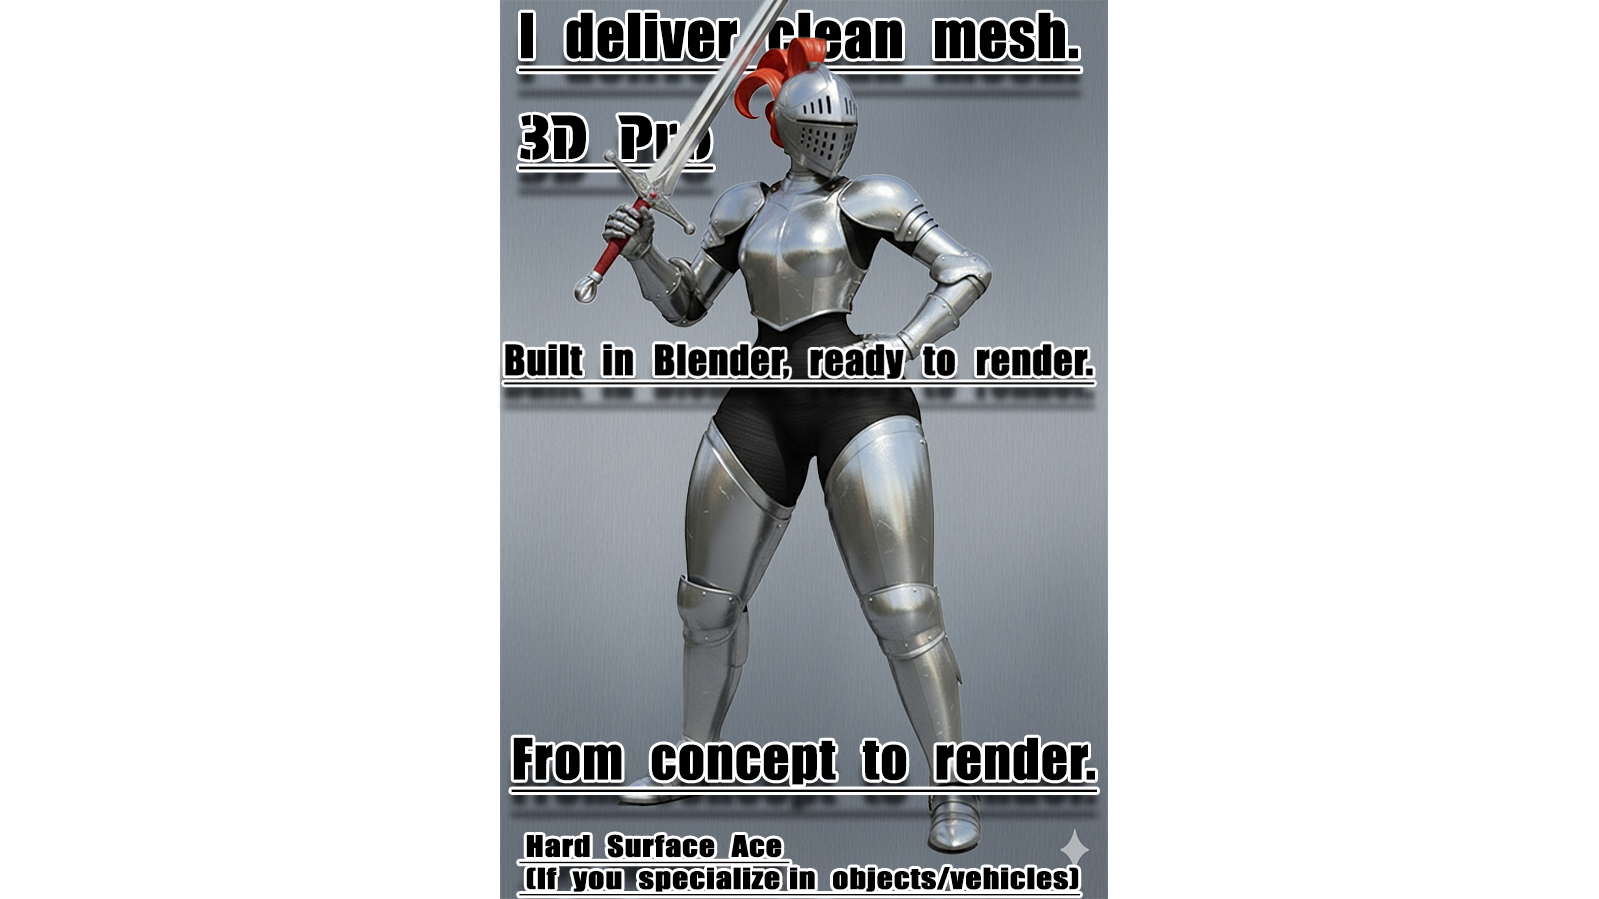 I deliver clean mesh.
3D Pro
Built in Blender, ready to render.
From concept to render.
Hard Surface Ace
(If you specialize in objects/vehicles)